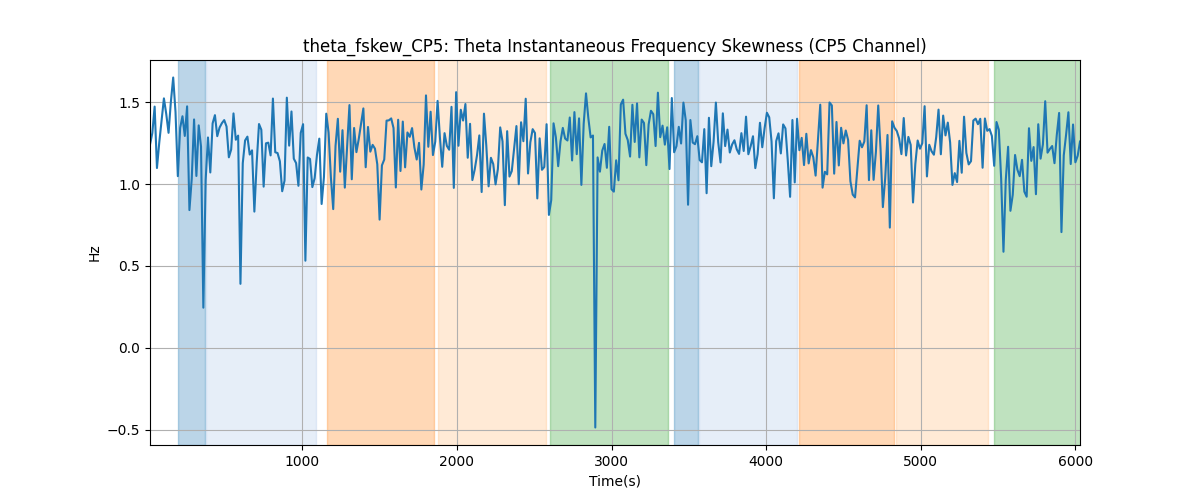 theta_fskew_CP5: Theta Instantaneous Frequency Skewness (CP5 Channel)
1.5
1.0
0.5
0.0
−0.5
Hz
1000 2000 3000 4000 5000 6000
Time(s)